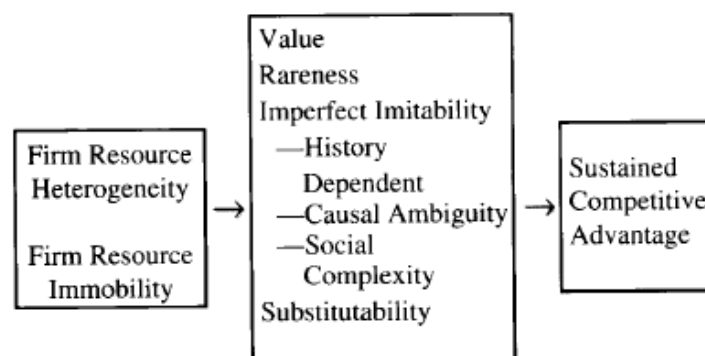 Firm Resource
Heterogeneity
Firm Resource
Immobility
Value
Rareness
Imperfect Imitability
—History
Dependent
—Causal Ambiguity
—Social
Complexity
Substitutability
Sustained
Competitive
Advantage